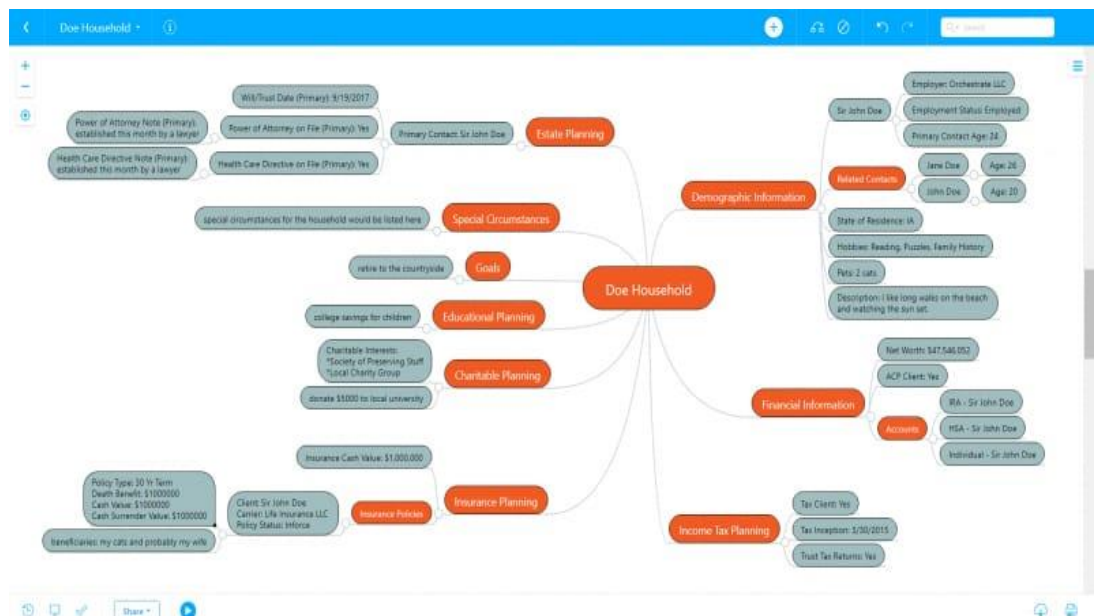 Doe Household
Search
Will/Trust Date (Primary): 9/19/2017
Power of Attorney Note (Primary):
established this month by a lawyer
Power of Attorney on File (Primary): Yes
Health Care Directive Note (Primary):
established this month by a lawyer
Health Care Directive on File (Primary): Yes
Primary Contact: Sir John Doe
Estate Planning
special circumstances for the household would be listed here
Special Circumstances
retire to the countryside
Goals
college savings for children
Educational Planning
Charitable Interests:
*Society of Preserving Stuff
*Local Charity Group
donate $5000 to local university
Charitable Planning
Insurance Cash Value: $1,000,000
Policy Type: 30 Yr Term
Death Benefit: $1000000
Cash Value: $1000000
Cash Surrender Value: $1000000
beneficiaries: my cats and probably my wife
Client: Sir John Doe
Carrier: Life Insurance LLC
Policy Status: Inforce
Insurance Policies
Insurance Planning
Doe Household
Demographic Information
Sir John Doe
Employer: Orchestrate LLC
Employment Status: Employed
Primary Contact Age: 24
Related Contacts
Jane Doe
Age: 26
John Doe
Age: 20
State of Residence: IA
Hobbies: Reading, Puzzles, Family History
Pets: 2 cats
Description: I like long walks on the beach
and watching the sun set.
Financial Information
Net Worth: $47,546,052
ACP Client: Yes
Accounts
IRA - Sir John Doe
HSA - Sir John Doe
Individual - Sir John Doe
Income Tax Planning
Tax Client: Yes
Tax Inception: 5/30/2015
Trust Tax Returns: Yes
Share